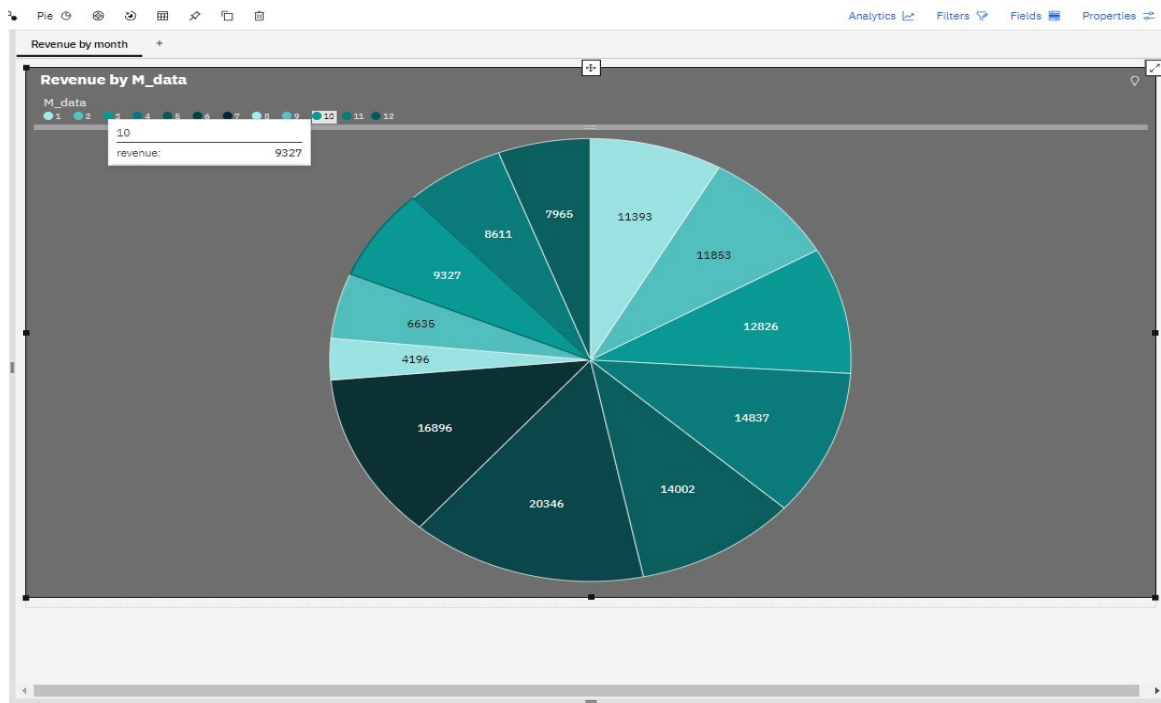 Pie
Analytics Filters Fields Properties
Revenue by month +
Revenue by M_data
M_data
1 2 3 4 5 6 7 8 9 10 11 12
10
revenue: 9327
7965 11393
8611
11853
9327
6635
12826
4196
14837
16896
14002
20346